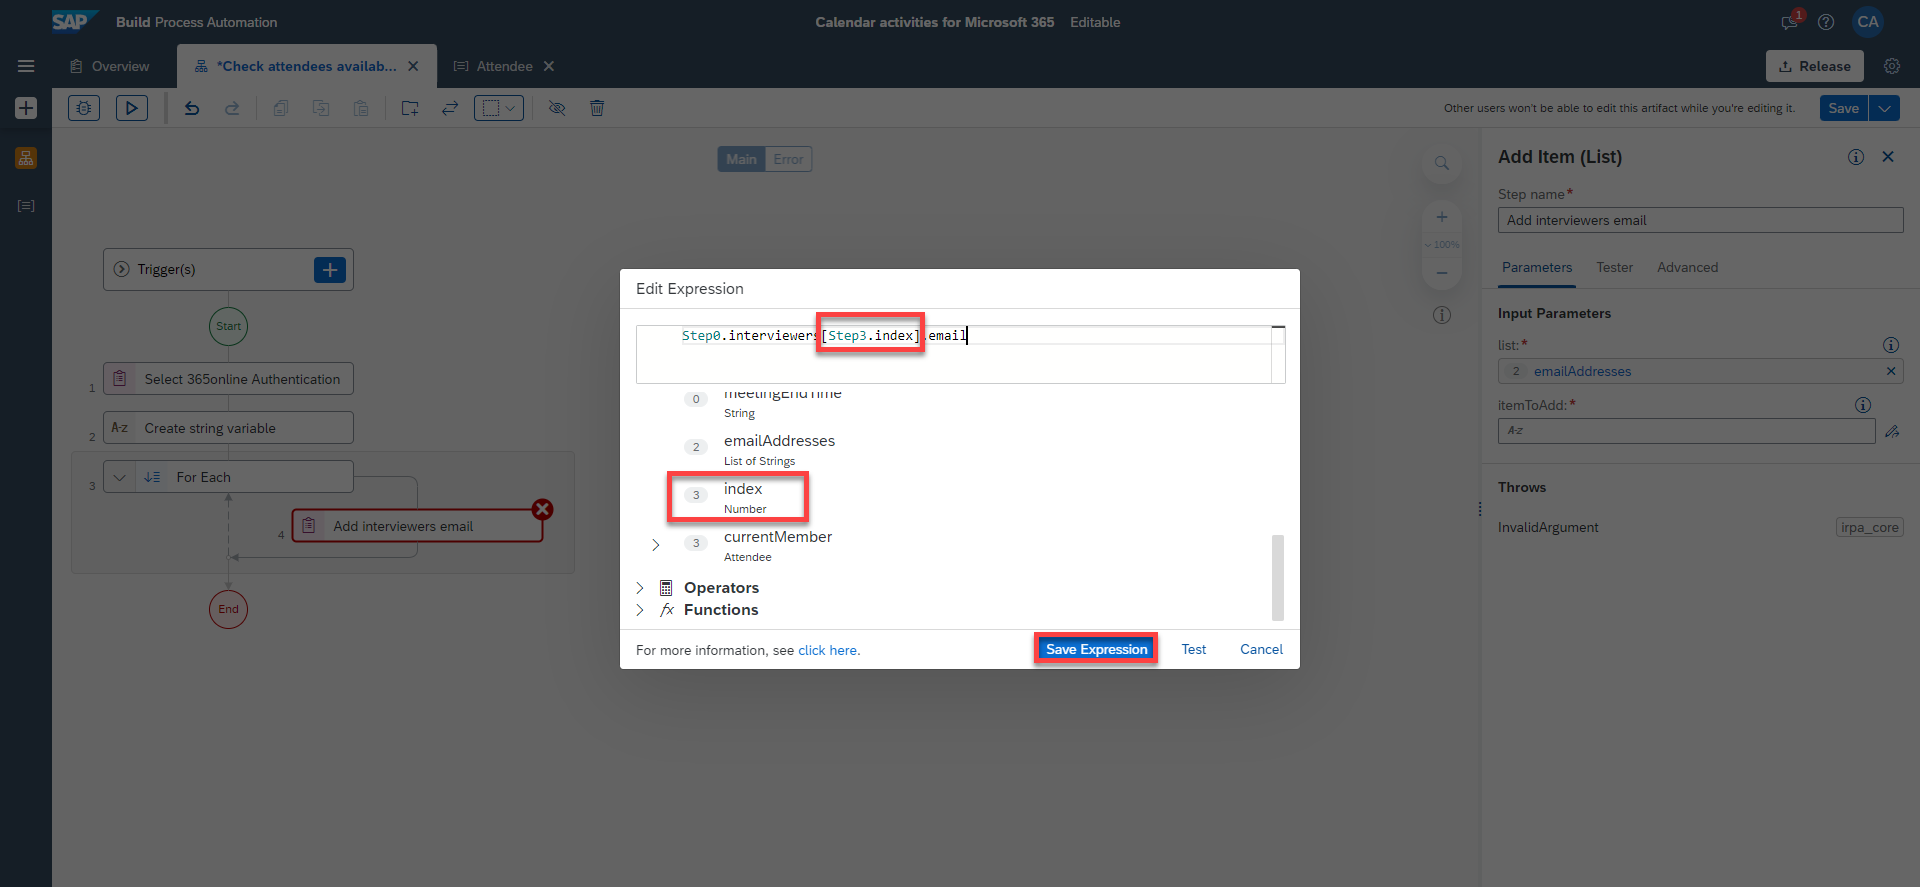 SAP Build Process Automation
Calendar activities for Microsoft 365 Editable
1
CA
Overview
*Check attendees availab...
Attendee
Release
Other users won't be able to edit this artifact while you're editing it.
Save
Main Error
100%
Trigger(s)
Start
1 Select 365online Authentication
2 A-z Create string variable
3 For Each
4 Add interviewers email
End
Edit Expression
Step0.interviewers[Step3.index].email
0 meetingEndTime
String
2 emailAddresses
List of Strings
3 index
Number
3 currentMember
Attendee
Operators
fx Functions
For more information, see click here.
Save Expression Test Cancel
Add Item (List)
Step name*
Add interviewers email
Parameters Tester Advanced
Input Parameters
list:*
2 emailAddresses
itemToAdd:*
A-z
Throws
InvalidArgument irpa_core